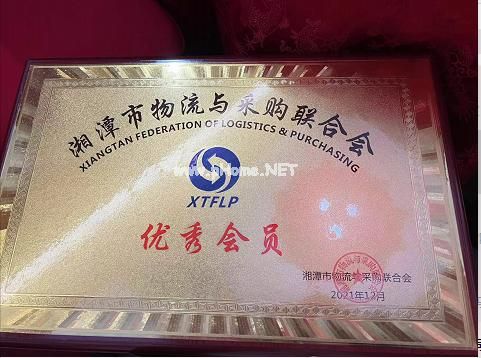 湘潭市物流与采购联合会
XIANGTAN FEDERATION OF LOGISTICS & PURCHASING
XTFLP
优秀会员
湘潭市物流与采购联合会
2021年12月